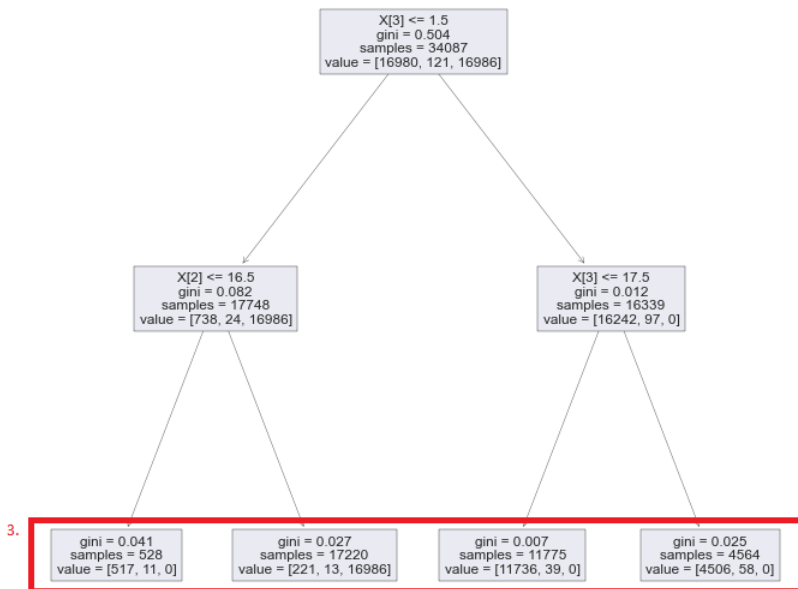 X[3] <= 1.5
gini = 0.504
samples = 34087
value = [16980, 121, 16986]
X[2] <= 16.5
gini = 0.082
samples = 17748
value = [738, 24, 16986]
X[3] <= 17.5
gini = 0.012
samples = 16339
value = [16242, 97, 0]
3.
gini = 0.041
samples = 528
value = [517, 11, 0]
gini = 0.027
samples = 17220
value = [221, 13, 16986]
gini = 0.007
samples = 11775
value = [11736, 39, 0]
gini = 0.025
samples = 4564
value = [4506, 58, 0]